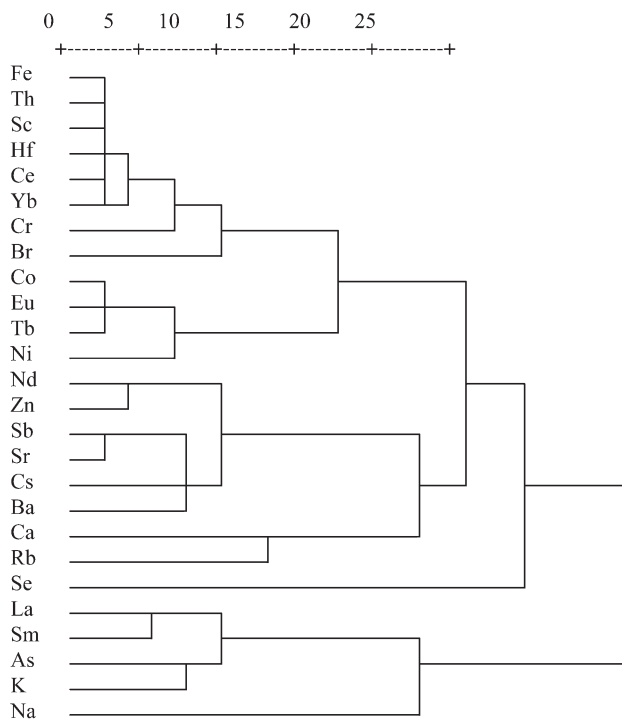 0 5 10 15 20 25
+---------+---------+---------+---------+---------+
Fe
Th
Sc
Hf
Ce
Yb
Cr
Br
Co
Eu
Tb
Ni
Nd
Zn
Sb
Sr
Cs
Ba
Ca
Rb
Se
La
Sm
As
K
Na